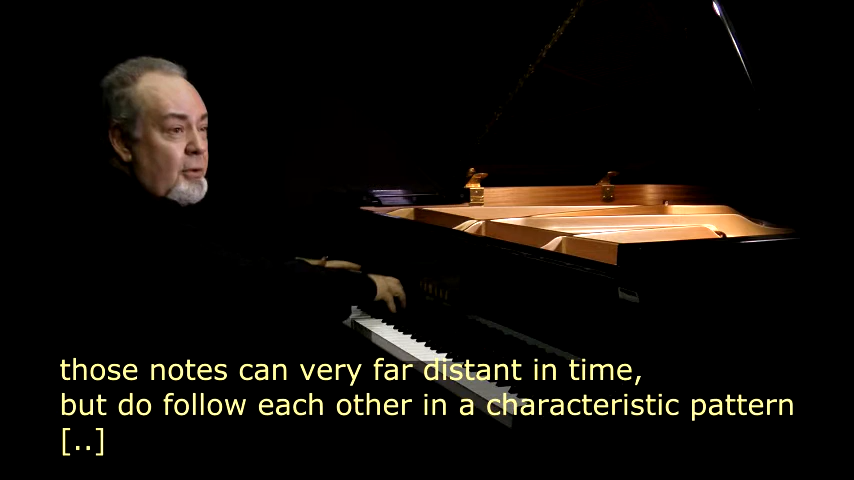 those notes can very far distant in time,
but do follow each other in a characteristic pattern
[..]